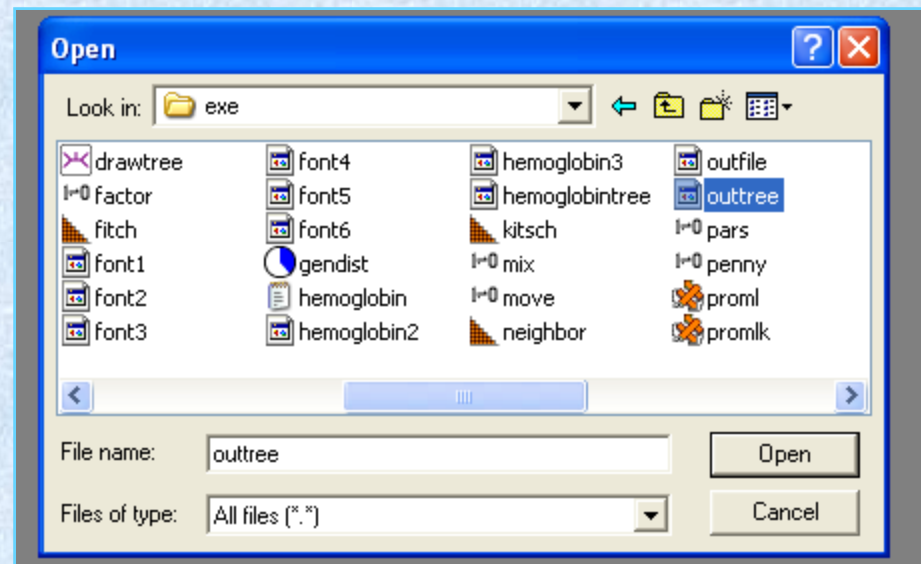 Open
Look in: exe
drawtree font4 hemoglobin3 outfile
factor font5 hemoglobintree outtree
fitch font6 kitsch pars
font1 gendist mix penny
font2 hemoglobin move proml
font3 hemoglobin2 neighbor promlk
File name: outtree Open
Files of type: All files (*.*) Cancel